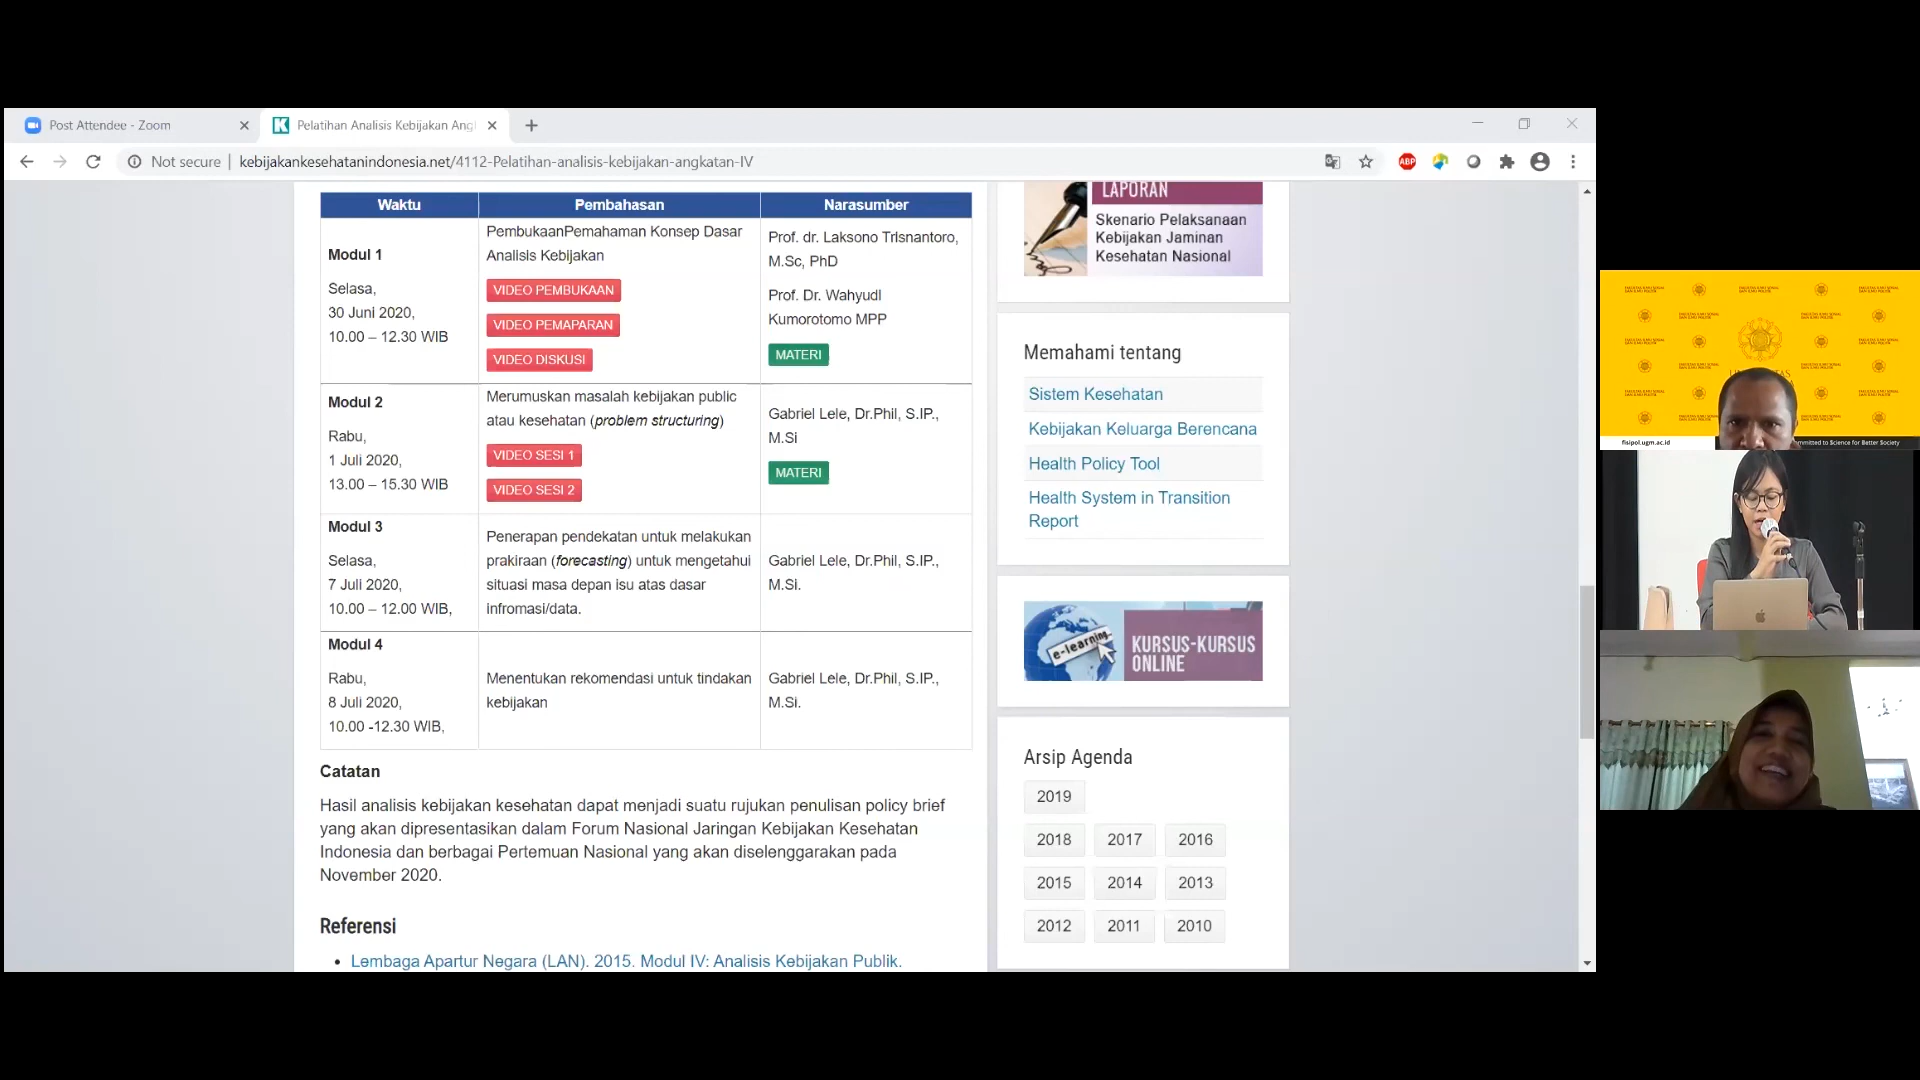 Post Attendee - Zoom
Pelatihan Analisis Kebijakan Ang
Not secure
kebijakankesehatanindonesia.net/4112-Pelatihan-analisis-kebijakan-angkatan-IV
ABP
Waktu
Pembahasan
Narasumber
Modul 1
Selasa,
30 Juni 2020,
10.00 – 12.30 WIB
PembukaanPemahaman Konsep Dasar
Analisis Kebijakan
VIDEO PEMBUKAAN
VIDEO PEMAPARAN
VIDEO DISKUSI
Prof. dr. Laksono TrIsnantoro,
M.Sc, PhD
Prof. Dr. Wahyudi
Kumorotomo MPP
MATERI
Modul 2
Rabu,
1 Juli 2020,
13.00 – 15.30 WIB
Merumuskan masalah kebijakan public
atau kesehatan (problem structuring)
VIDEO SESI 1
VIDEO SESI 2
Gabriel Lele, Dr.Phil, S.IP.,
M.Si
MATERI
Modul 3
Selasa,
7 Juli 2020,
10.00 – 12.00 WIB,
Penerapan pendekatan untuk melakukan
prakiraan (forecasting) untuk mengetahui
situasi masa depan isu atas dasar
infromasi/data.
Gabriel Lele, Dr.Phil, S.IP.,
M.Si.
Modul 4
Rabu,
8 Juli 2020,
10.00 -12.30 WIB,
Menentukan rekomendasi untuk tindakan
kebijakan
Gabriel Lele, Dr.Phil, S.IP.,
M.Si.
Catatan
Hasil analisis kebijakan kesehatan dapat menjadi suatu rujukan penulisan policy brief
yang akan dipresentasikan dalam Forum Nasional Jaringan Kebijakan Kesehatan
Indonesia dan berbagai Pertemuan Nasional yang akan diselenggarakan pada
November 2020.
Referensi
Lembaga Apartur Negara (LAN). 2015. Modul IV: Analisis Kebijakan Publik.
LAPORAN
Skenario Pelaksanaan
Kebijakan Jaminan
Kesehatan Nasional
Memahami tentang
Sistem Kesehatan
Kebijakan Keluarga Berencana
Health Policy Tool
Health System in Transition
Report
e-learning
KURSUS-KURSUS
ONLINE
Arsip Agenda
2019
2018 2017 2016
2015 2014 2013
2012 2011 2010
fisipol.ugm.ac.id
mmitted to Science for Better Society